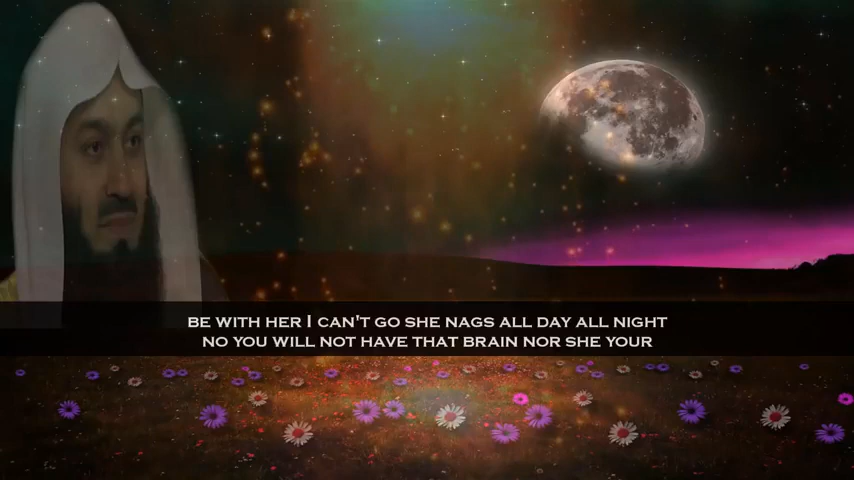 BE WITH HER I CAN'T GO SHE NAGS ALL DAY ALL NIGHT
NO YOU WILL NOT HAVE THAT BRAIN NOR SHE YOUR